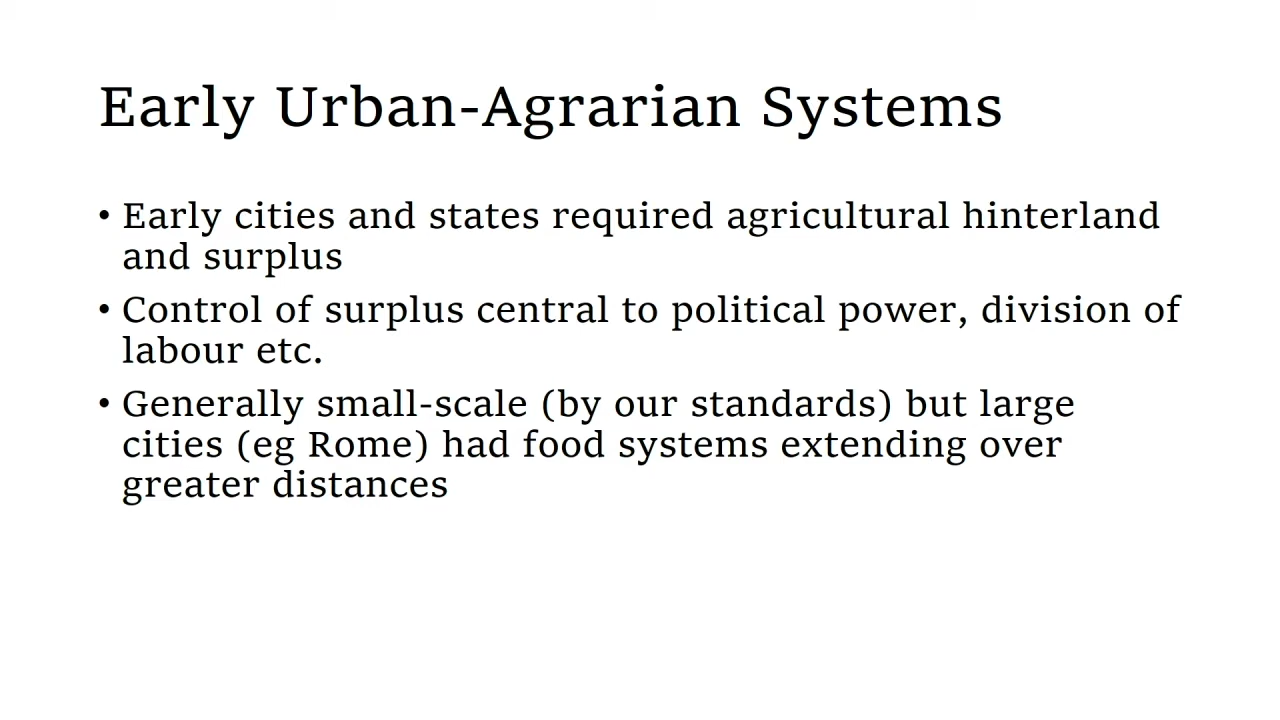 Early Urban-Agrarian Systems
• Early cities and states required agricultural hinterland
and surplus
• Control of surplus central to political power, division of
labour etc.
• Generally small-scale (by our standards) but large
cities (eg Rome) had food systems extending over
greater distances